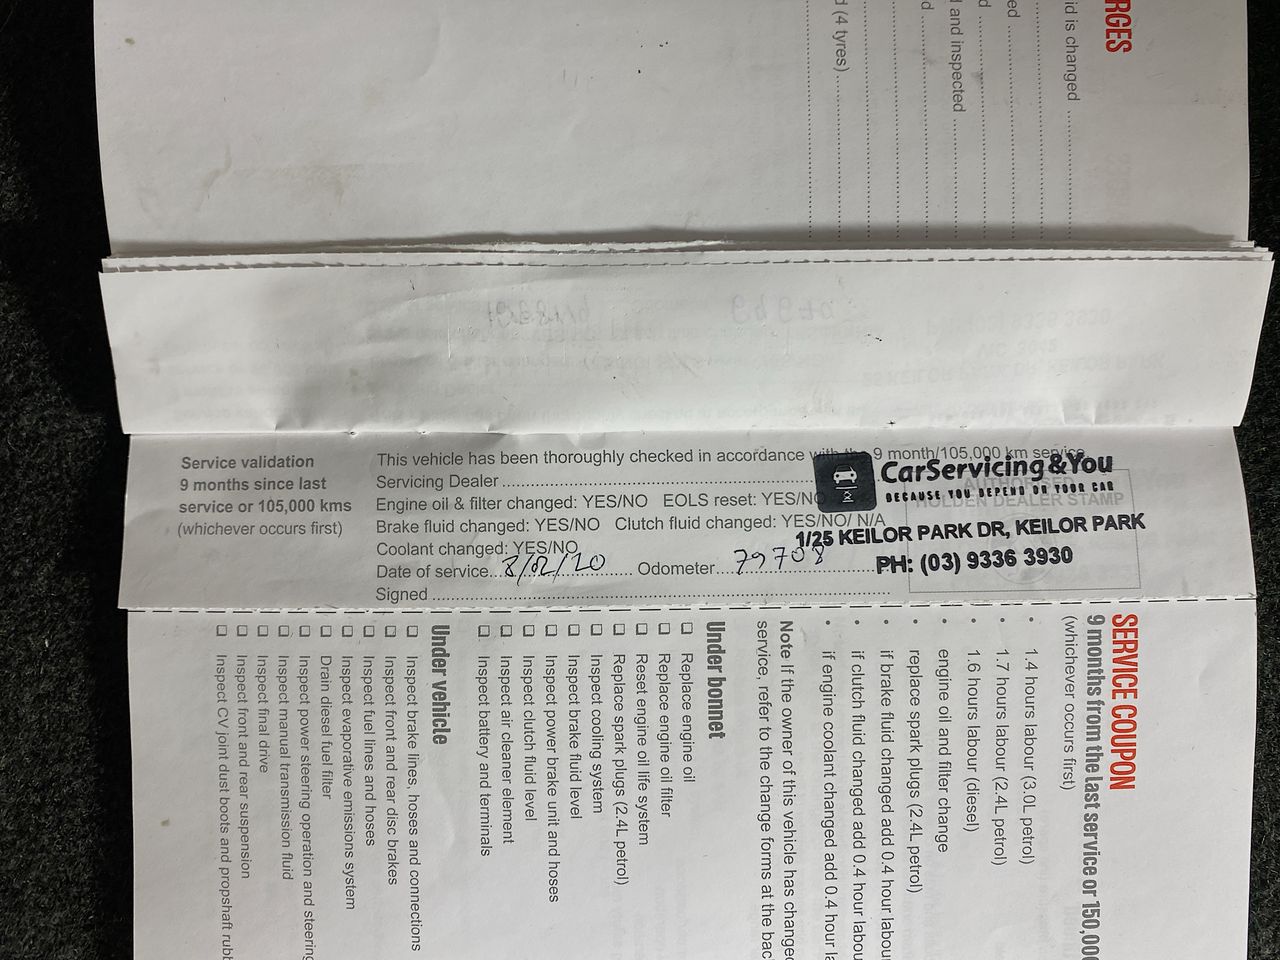 RGES
id is changed
ed
d
l and inspected
d
d (4 tyres)
Service validation
9 months since last
service or 105,000 kms
(whichever occurs first)
This vehicle has been thoroughly checked in accordance with the 9 month/105,000 km service.
Servicing Dealer
Engine oil & filter changed: YES/NO EOLS reset: YES/NO
Brake fluid changed: YES/NO Clutch fluid changed: YES/NO/ N/A
Coolant changed: YES/NO
Date of service 8/12/20 Odometer 79708
Signed
AUTHORISED
HOLDEN DEALER STAMP
CarServicing&You
BECAUSE YOU DEPEND ON YOUR CAR
1/25 KEILOR PARK DR, KEILOR PARK
PH: (03) 9336 3930
SERVICE COUPON
9 months from the last service or 150,000
(whichever occurs first)
• 1.4 hours labour (3.0L petrol)
• 1.7 hours labour (2.4L petrol)
• 1.6 hours labour (diesel)
• engine oil and filter change
• replace spark plugs (2.4L petrol)
• if brake fluid changed add 0.4 hour labour
• if clutch fluid changed add 0.4 hour labou
• if engine coolant changed add 0.4 hour la
Note If the owner of this vehicle has changed
service, refer to the change forms at the bac
Under bonnet
❏ Replace engine oil
❏ Replace engine oil filter
❏ Reset engine oil life system
❏ Replace spark plugs (2.4L petrol)
❏ Inspect cooling system
❏ Inspect brake fluid level
❏ Inspect power brake unit and hoses
❏ Inspect clutch fluid level
❏ Inspect air cleaner element
❏ Inspect battery and terminals
Under vehicle
❏ Inspect brake lines, hoses and connections
❏ Inspect front and rear disc brakes
❏ Inspect fuel lines and hoses
❏ Inspect evaporative emissions system
❏ Drain diesel fuel filter
❏ Inspect power steering operation and steering
❏ Inspect manual transmission fluid
❏ Inspect final drive
❏ Inspect front and rear suspension
❏ Inspect CV joint dust boots and propshaft rubb